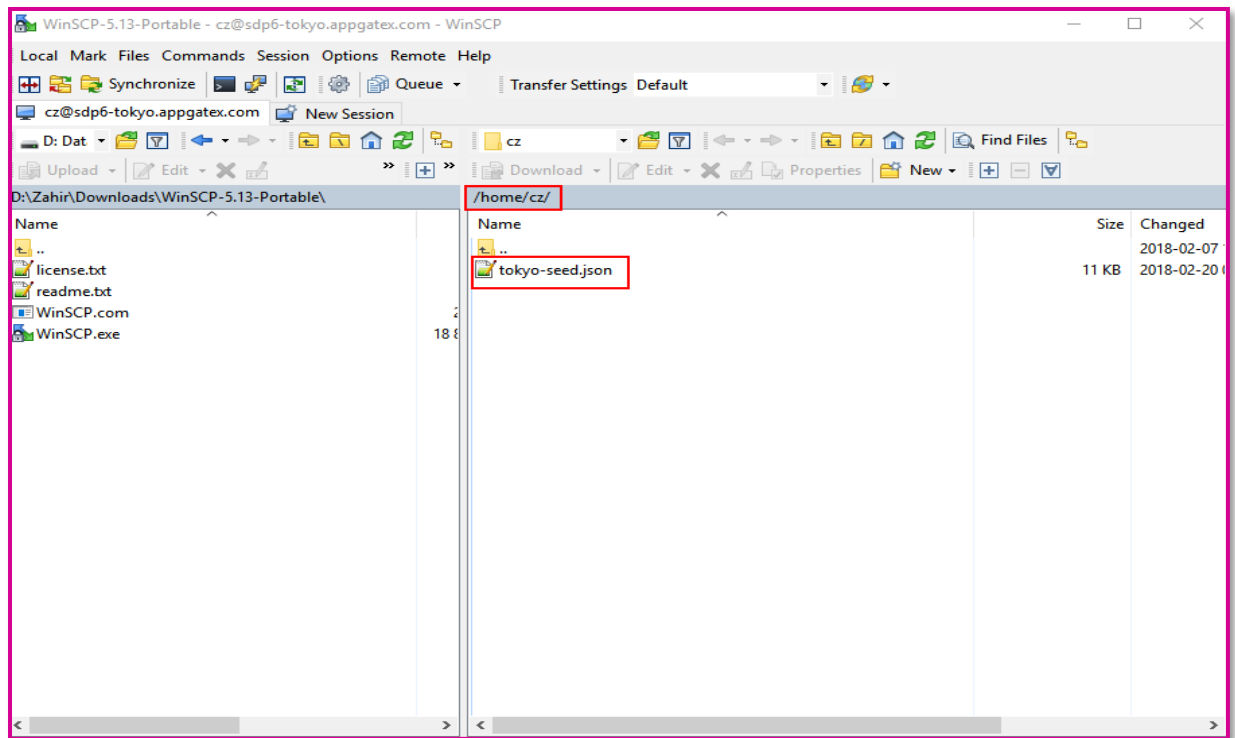 WinSCP-5.13-Portable - cz@sdp6-tokyo.appgatex.com - WinSCP
Local Mark Files Commands Session Options Remote Help
Synchronize Queue Transfer Settings Default
cz@sdp6-tokyo.appgatex.com New Session
D: Dat cz Find Files
Upload Edit » » Download Edit Properties New
D:\Zahir\Downloads\WinSCP-5.13-Portable\ /home/cz/
Name Name Size Changed
.. .. 2018-02-07
license.txt tokyo-seed.json 11 KB 2018-02-20
readme.txt
WinSCP.com
WinSCP.exe 18